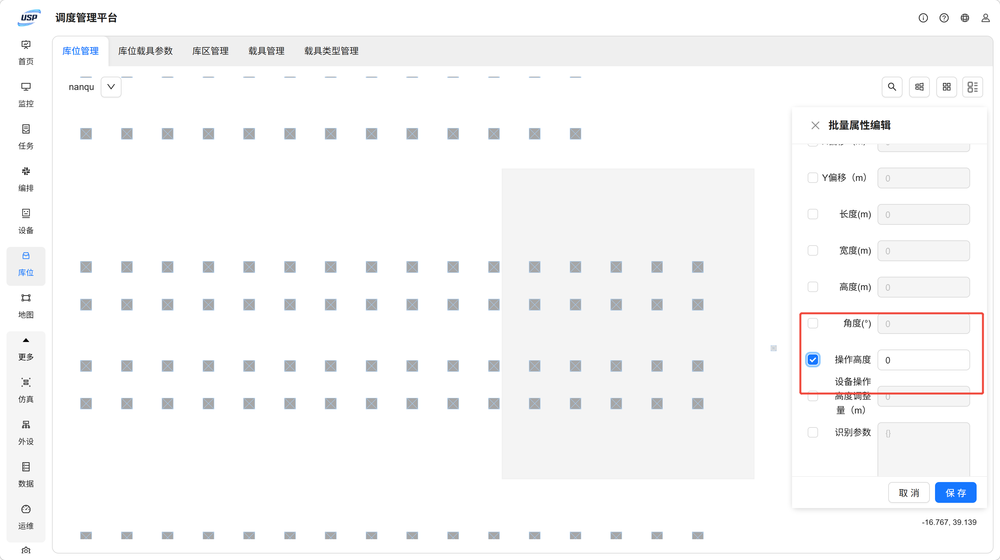 USP
调度管理平台
首页
监控
任务
编排
设备
库位
地图
更多
仿真
外设
数据
运维
库位管理 库位载具参数 库区管理 载具管理 载具类型管理
nanqu
批量属性编辑
Y偏移（m） 0
长度(m) 0
宽度(m) 0
高度(m) 0
角度(°) 0
操作高度 0
设备操作
高度调整 0
量（m）
识别参数 {}
取 消 保 存
-16.767, 39.139